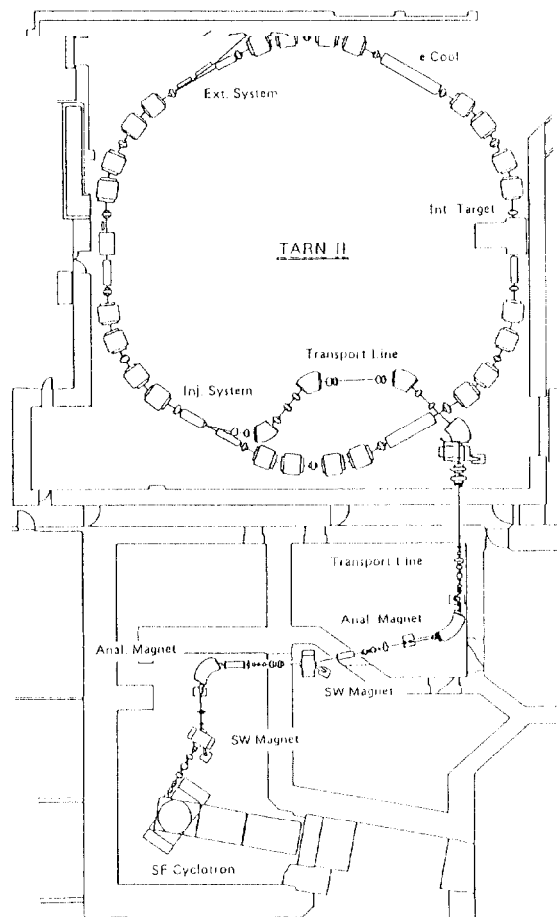 e Cool
Ext. System
Int. Target
TARN II
Transport Line
Inj. System
Transport Line
Anal. Magnet
Anal. Magnet
SW Magnet
SW Magnet
SF Cyclotron